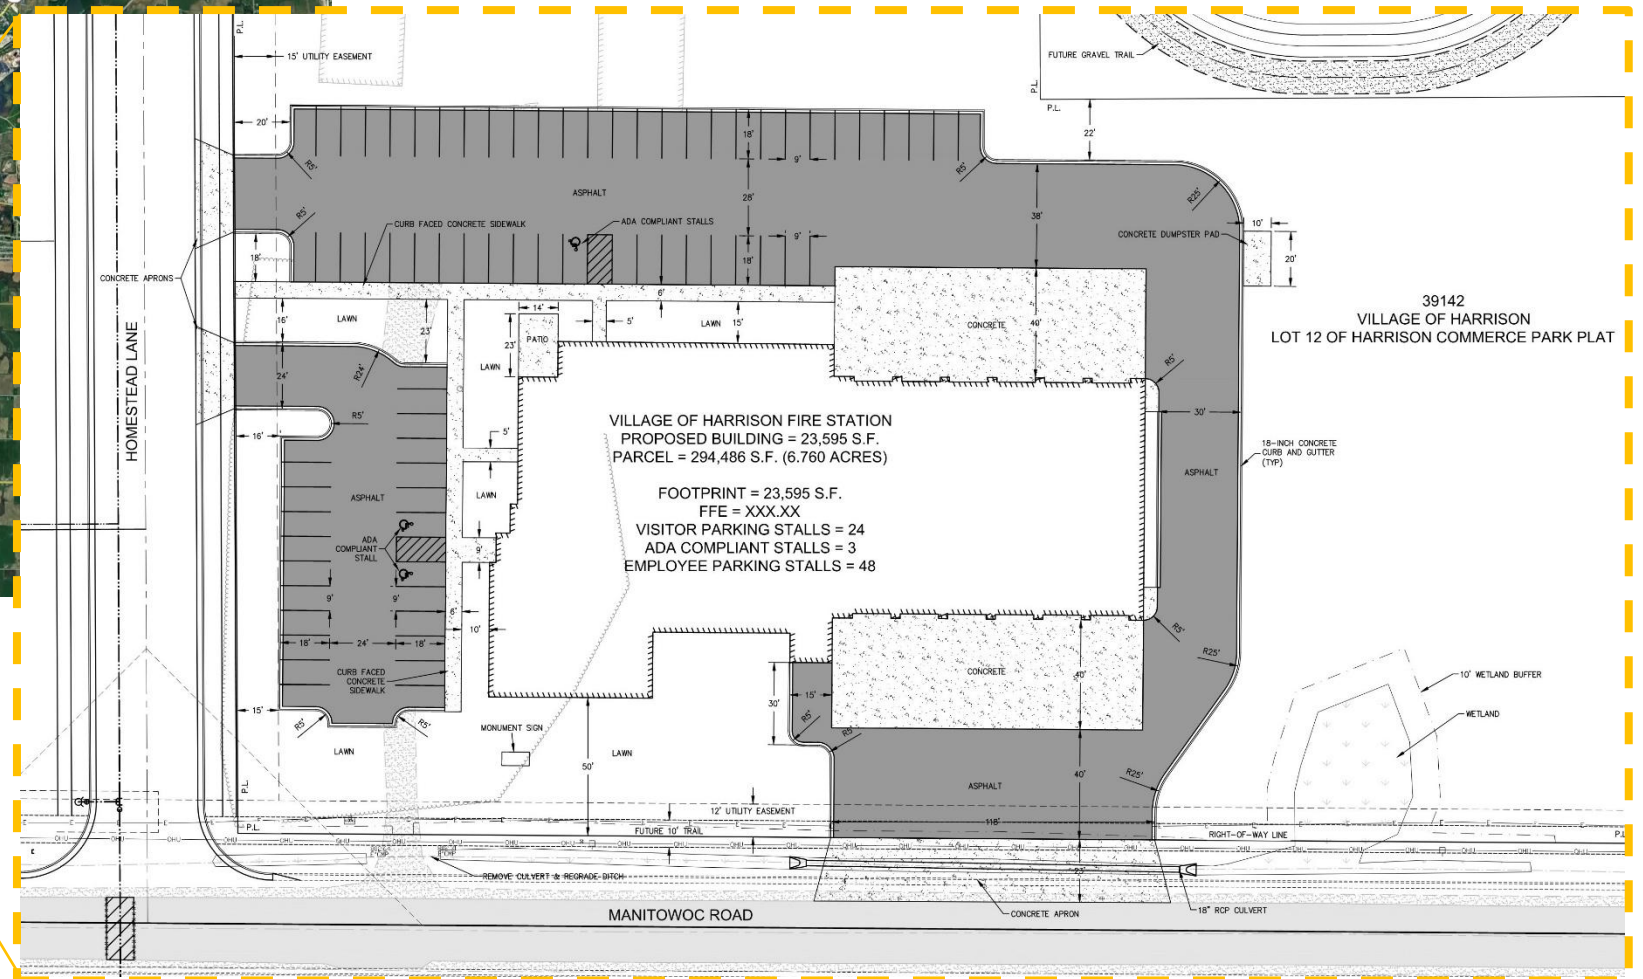 P.L.
15' UTILITY EASEMENT
FUTURE GRAVEL TRAIL
P.L.
P.L.
20'
18'
22'
R5'
9'
R5'
ASPHALT
28'
38'
R25'
R5'
CURB FACED CONCRETE SIDEWALK
ADA COMPLIANT STALLS
9'
10'
CONCRETE DUMPSTER PAD
18'
18'
20'
CONCRETE APRONS
6'
39142
VILLAGE OF HARRISON
LOT 12 OF HARRISON COMMERCE PARK PLAT
16'
LAWN
23'
14'
5'
LAWN
15'
CONCRETE
40'
HOMESTEAD LANE
23'
PATIO
LAWN
24'
R24'
R5'
R5'
30'
16'
VILLAGE OF HARRISON FIRE STATION
PROPOSED BUILDING = 23,595 S.F.
PARCEL = 294,486 S.F. (6.760 ACRES)
5'
18-INCH CONCRETE
CURB AND GUTTER
(TYP)
ASPHALT
ASPHALT
LAWN
FOOTPRINT = 23,595 S.F.
FFE = XXX.XX
VISITOR PARKING STALLS = 24
ADA COMPLIANT STALLS = 3
EMPLOYEE PARKING STALLS = 48
ADA
COMPLIANT
STALL
9'
9'
9'
6'
10'
R5'
18'
24'
18'
R25'
CURB FACED
CONCRETE
SIDEWALK
CONCRETE
40'
10' WETLAND BUFFER
15'
30'
15'
R5'
R5'
R5'
R5'
WETLAND
MONUMENT SIGN
LAWN
LAWN
50'
40'
R25'
ASPHALT
P.L.
12' UTILITY EASEMENT
118'
P.L.
FUTURE 10' TRAIL
RIGHT-OF-WAY LINE
P.L.
OHU
REMOVE CULVERT & REGRADE DITCH
23'
MANITOWOC ROAD
CONCRETE APRON
18" RCP CULVERT